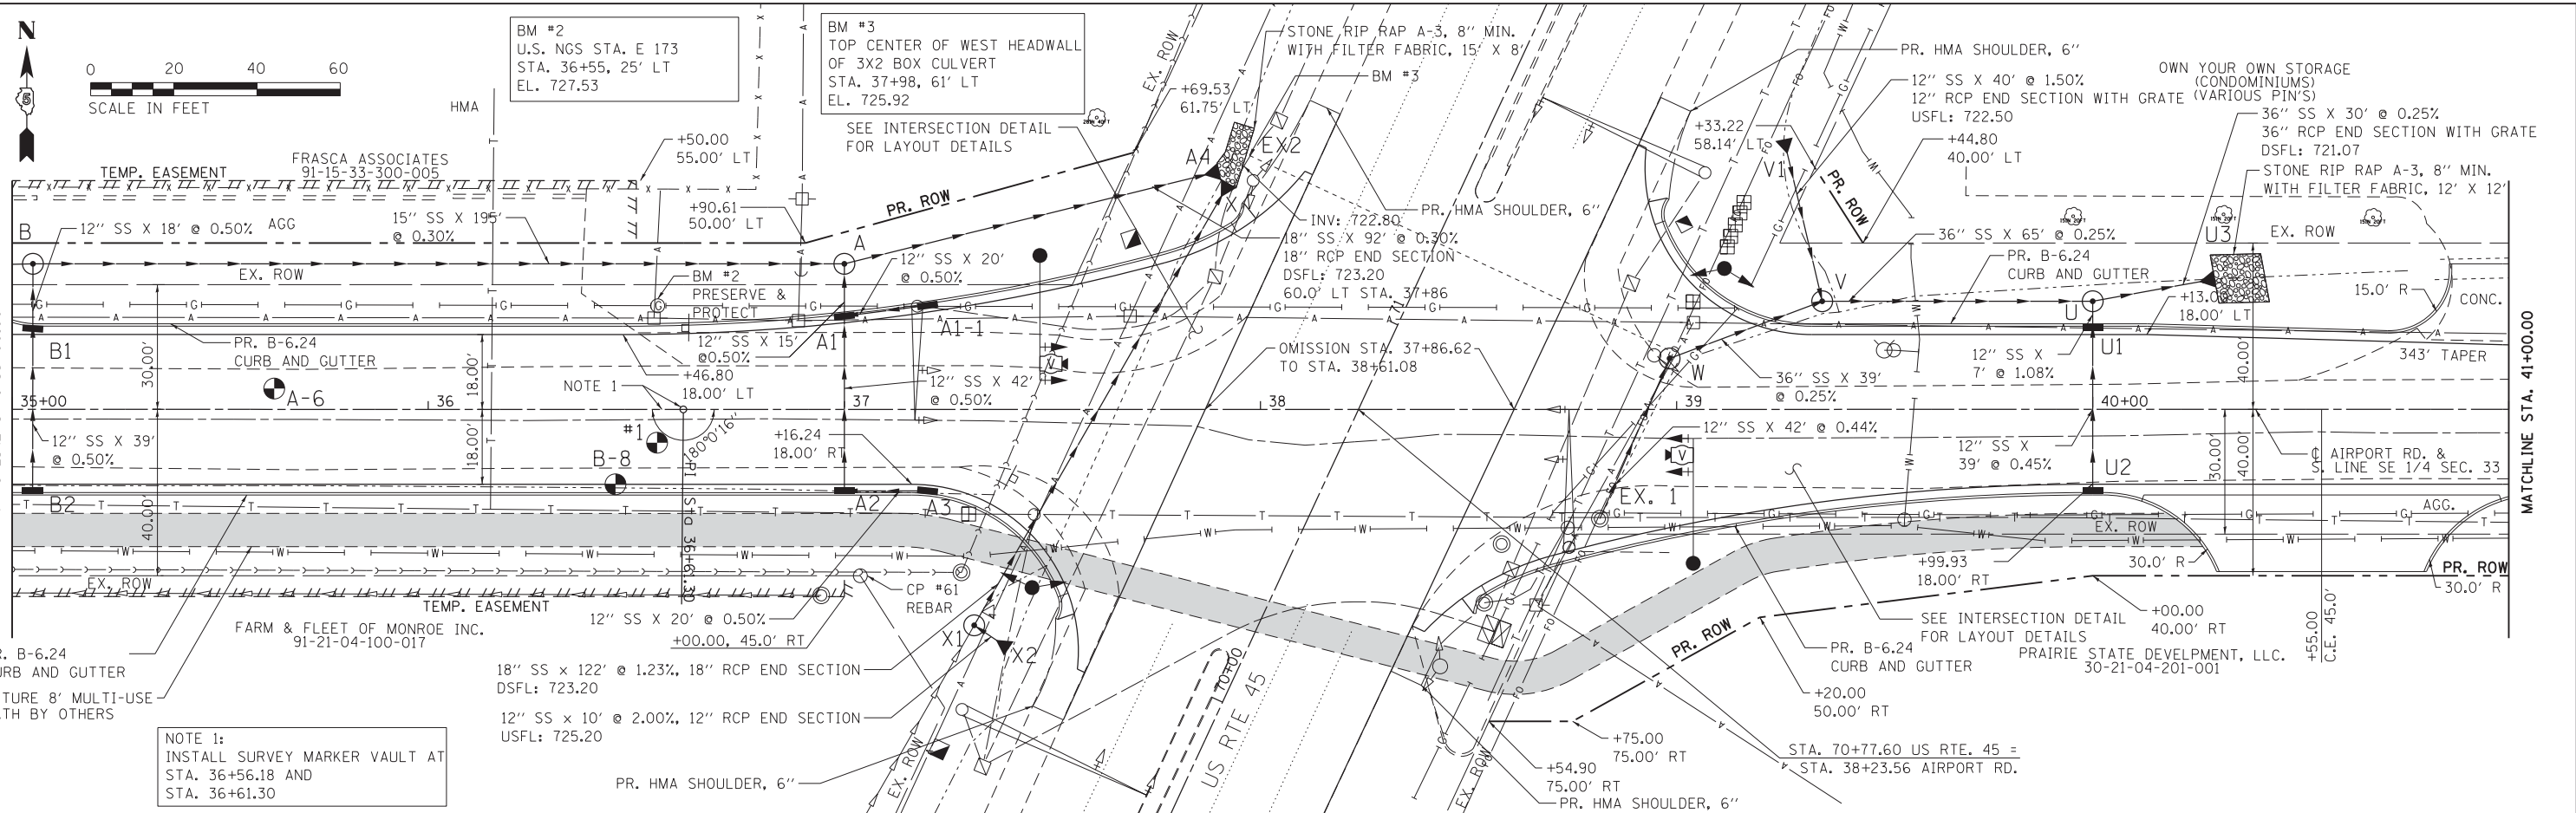 N
0 20 40 60
SCALE IN FEET
HMA
BM #2
U.S. NGS STA. E 173
STA. 36+55, 25' LT
EL. 727.53
BM #3
TOP CENTER OF WEST HEADWALL
OF 3X2 BOX CULVERT
STA. 37+98, 61' LT
EL. 725.92
SEE INTERSECTION DETAIL
FOR LAYOUT DETAILS
EX. ROW
STONE RIP RAP A-3, 8'' MIN.
WITH FILTER FABRIC, 15' X 8'
BM #3
+69.53
61.75' LT
A4
EX2
X
PR. HMA SHOULDER, 6''
12'' SS X 40' @ 1.50%
12'' RCP END SECTION WITH GRATE
USFL: 722.50
OWN YOUR OWN STORAGE
(CONDOMINIUMS)
(VARIOUS PIN'S)
36'' SS X 30' @ 0.25%
36'' RCP END SECTION WITH GRATE
DSFL: 721.07
STONE RIP RAP A-3, 8'' MIN.
WITH FILTER FABRIC, 12' X 12'
+33.22
58.14' LT
V1
+44.80
40.00' LT
PR. ROW
TEMP. EASEMENT
FRASCA ASSOCIATES
91-15-33-300-005
+50.00
55.00' LT
+90.61
50.00' LT
PR. ROW
B
12'' SS X 18' @ 0.50%
AGG
15'' SS X 195'
@ 0.30%
A
12'' SS X 20'
@ 0.50%
INV: 722.80
18'' SS X 92' @ 0.30%
18'' RCP END SECTION
DSFL: 723.20
60.0' LT STA. 37+86
PR. HMA SHOULDER, 6''
36'' SS X 65' @ 0.25%
PR. B-6.24
CURB AND GUTTER
U3
EX. ROW
15.0' R
CONC.
EX. ROW
BM #2
PRESERVE &
PROTECT
A1-1
V
U
+13.0
18.00' LT
B1
PR. B-6.24
CURB AND GUTTER
12'' SS X 15'
@0.50%
A1
+46.80
18.00' LT
30.00'
18.00'
A-6
NOTE 1
12'' SS X 42'
@ 0.50%
OMISSION STA. 37+86.62
TO STA. 38+61.08
71
V
W
36'' SS X 39'
@ 0.25%
12'' SS X
7' @ 1.08%
U1
40.00'
343' TAPER
MATCHLINE STA. 41+00.00
35+00 36 37 38 39 40+00
12'' SS X 39'
@ 0.50%
#1
B-8
180°0'16''
PI Sta 36+61.30
18.00'
+16.24
18.00' RT
12'' SS X 42' @ 0.44%
V
12'' SS X
39' @ 0.45%
U2
30.00'
40.00'
℄ AIRPORT RD. &
S. LINE SE 1/4 SEC. 33
B2
A2
A3
EX. 1
AGG.
EX. ROW
40.00'
EX. ROW
TEMP. EASEMENT
FARM & FLEET OF MONROE INC.
91-21-04-100-017
12'' SS X 20' @ 0.50%
+00.00, 45.0' RT
CP #61
REBAR
X1
X2
+99.93
18.00' RT
30.0' R
PR. ROW
30.0' R
+00.00
40.00' RT
+55.00
C.E. 45.0'
SEE INTERSECTION DETAIL
FOR LAYOUT DETAILS
PRAIRIE STATE DEVELPMENT, LLC.
30-21-04-201-001
PR. B-6.24
CURB AND GUTTER
PR. ROW
+20.00
50.00' RT
R. B-6.24
URB AND GUTTER
TURE 8' MULTI-USE
TH BY OTHERS
18'' SS x 122' @ 1.23%, 18'' RCP END SECTION
DSFL: 723.20
12'' SS x 10' @ 2.00%, 12'' RCP END SECTION
USFL: 725.20
70+00
US RTE 45
EX. ROW
EX. ROW
PR. HMA SHOULDER, 6''
NOTE 1:
INSTALL SURVEY MARKER VAULT AT
STA. 36+56.18 AND
STA. 36+61.30
+75.00
75.00' RT
+54.90
75.00' RT
PR. HMA SHOULDER, 6''
STA. 70+77.60 US RTE. 45 =
STA. 38+23.56 AIRPORT RD.